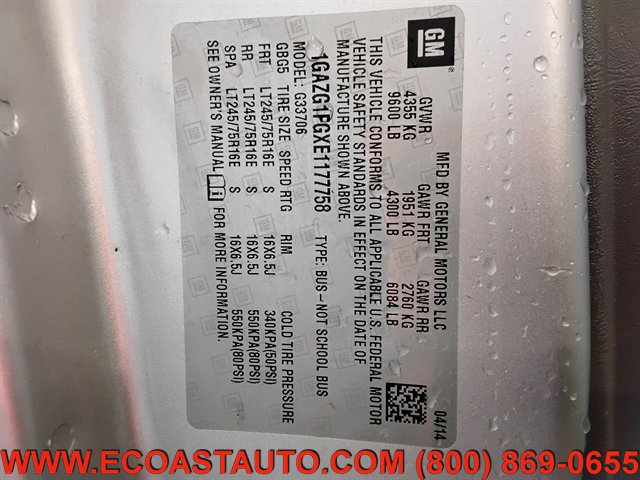 GM
MFD BY GENERAL MOTORS LLC 04/14
GVWR GAWR FRT GAWR RR
4355 KG 1951 KG 2760 KG
9600 LB 4300 LB 6084 LB
THIS VEHICLE CONFORMS TO ALL APPLICABLE U.S. FEDERAL MOTOR
VEHICLE SAFETY STANDARDS IN EFFECT ON THE DATE OF
MANUFACTURE SHOWN ABOVE.
1GAZG1PGXE1177758 TYPE: BUS-NOT SCHOOL BUS
MODEL: G33706
GBG5 TIRE SIZE SPEED RTG RIM COLD TIRE PRESSURE
FRT LT245/75R16E S 16X6.5J 340KPA(50PSI)
RR LT245/75R16E S 16X6.5J 550KPA(80PSI)
SPA LT245/75R16E S 16X6.5J 550KPA(80PSI)
SEE OWNER'S MANUAL FOR MORE INFORMATION.
WWW.ECOASTAUTO.COM (800) 869-0655